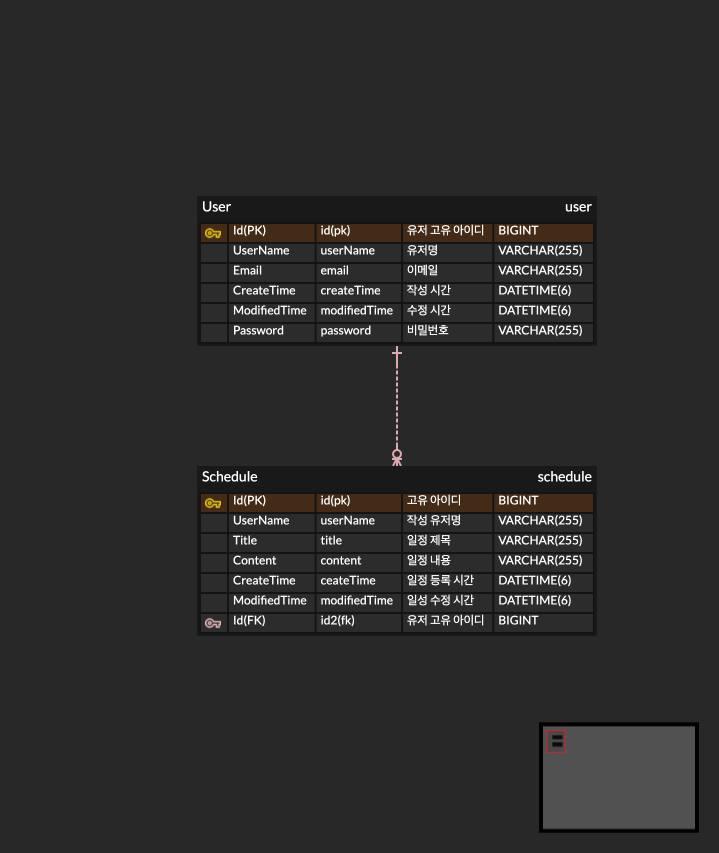 User user
Id(PK) id(pk) 유저 고유 아이디 BIGINT
UserName userName 유저명 VARCHAR(255)
Email email 이메일 VARCHAR(255)
CreateTime createTime 작성 시간 DATETIME(6)
ModifiedTime modifiedTime 수정 시간 DATETIME(6)
Password password 비밀번호 VARCHAR(255)
Schedule schedule
Id(PK) id(pk) 고유 아이디 BIGINT
UserName userName 작성 유저명 VARCHAR(255)
Title title 일정 제목 VARCHAR(255)
Content content 일정 내용 VARCHAR(255)
CreateTime ceateTime 일정 등록 시간 DATETIME(6)
ModifiedTime modifiedTime 일성 수정 시간 DATETIME(6)
Id(FK) id2(fk) 유저 고유 아이디 BIGINT